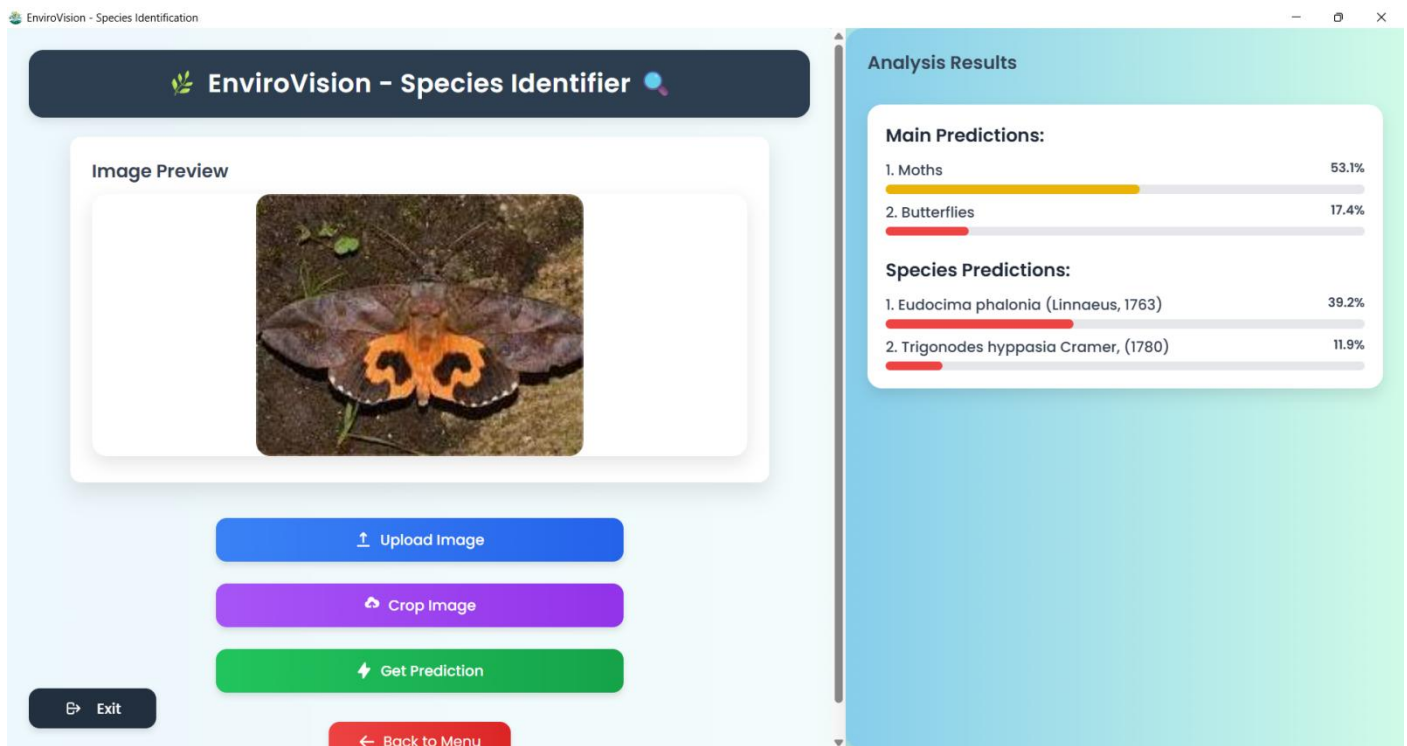 EnviroVision - Species Identification
EnviroVision - Species Identifier
Image Preview
Upload Image
Crop Image
Get Prediction
Exit
Back to Menu
Analysis Results
Main Predictions:
1. Moths 53.1%
2. Butterflies 17.4%
Species Predictions:
1. Eudocima phalonia (Linnaeus, 1763) 39.2%
2. Trigonodes hyppasia Cramer, (1780) 11.9%